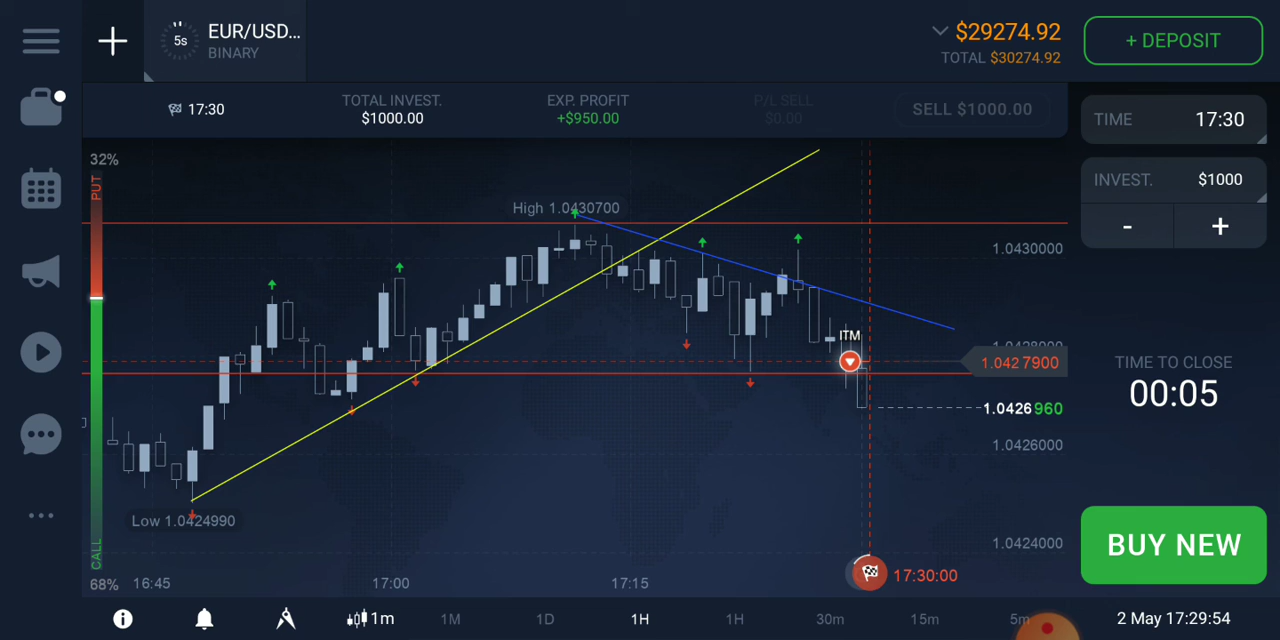 5s
EUR/USD...
BINARY
$29274.92
TOTAL $30274.92
+ DEPOSIT
17:30
TOTAL INVEST.
$1000.00
EXP. PROFIT
+$950.00
P/L SELL
$0.00
SELL $1000.00
TIME 17:30
INVEST. $1000
- +
32%
PUT
High 1.0430700
1.0430000
ITM
1.0428000
1.0427900
1.0426960
1.0426000
1.0424000
Low 1.0424990
CALL
68%
16:45 17:00 17:15
17:30:00
TIME TO CLOSE
00:05
BUY NEW
1m 1M 1D 1H 1H 30m 15m 5m
2 May 17:29:54